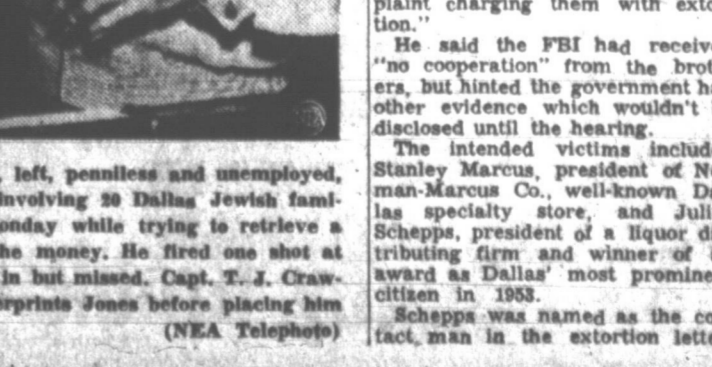 , left, penniless and unemployed,
involving 20 Dallas Jewish fami-
onday while trying to retrieve a
he money. He fired one shot at
in but missed. Capt. T. J. Craw-
erprints Jones before placing him
(NEA Telephoto)
plaint charging them with exto
tion."
He said the FBI had receive
"no cooperation" from the brot
ers, but hinted the government h
other evidence which wouldn't
disclosed until the hearing.
The intended victims includ
Stanley Marcus, president of N
man-Marcus Co., well-known D
las specialty store, and Juli
Schepps, president of a liquor d
tributing firm and winner of
award as Dallas' most promine
citizen in 1953.
Schepps was named as the co
tact man in the extortion lette